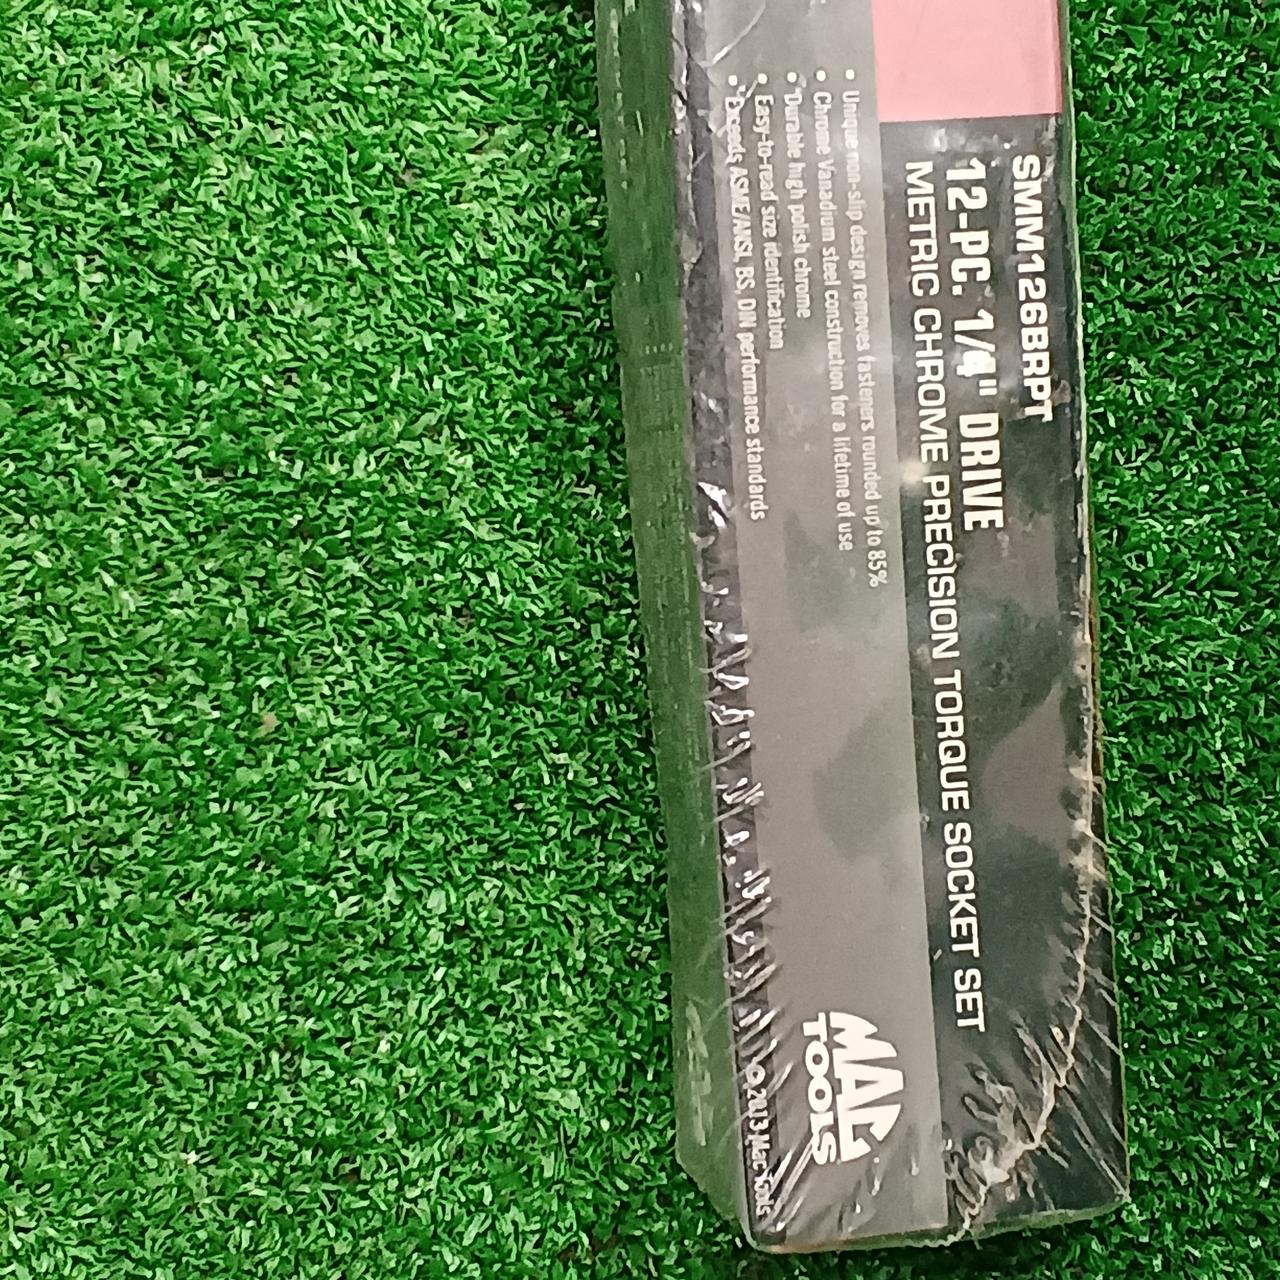 SMM126BRPT
12-PC. 1/4" DRIVE
METRIC CHROME PRECISION TORQUE SOCKET SET
• Unique non-slip design removes fasteners rounded up to 85%
• Chrome Vanadium steel construction for a lifetime of use
• Durable high polish chrome
• Easy-to-read size identification
• Exceeds ASME/ANSI, BS, DIN performance standards
MAC
TOOLS
© 2013 Mac Tools